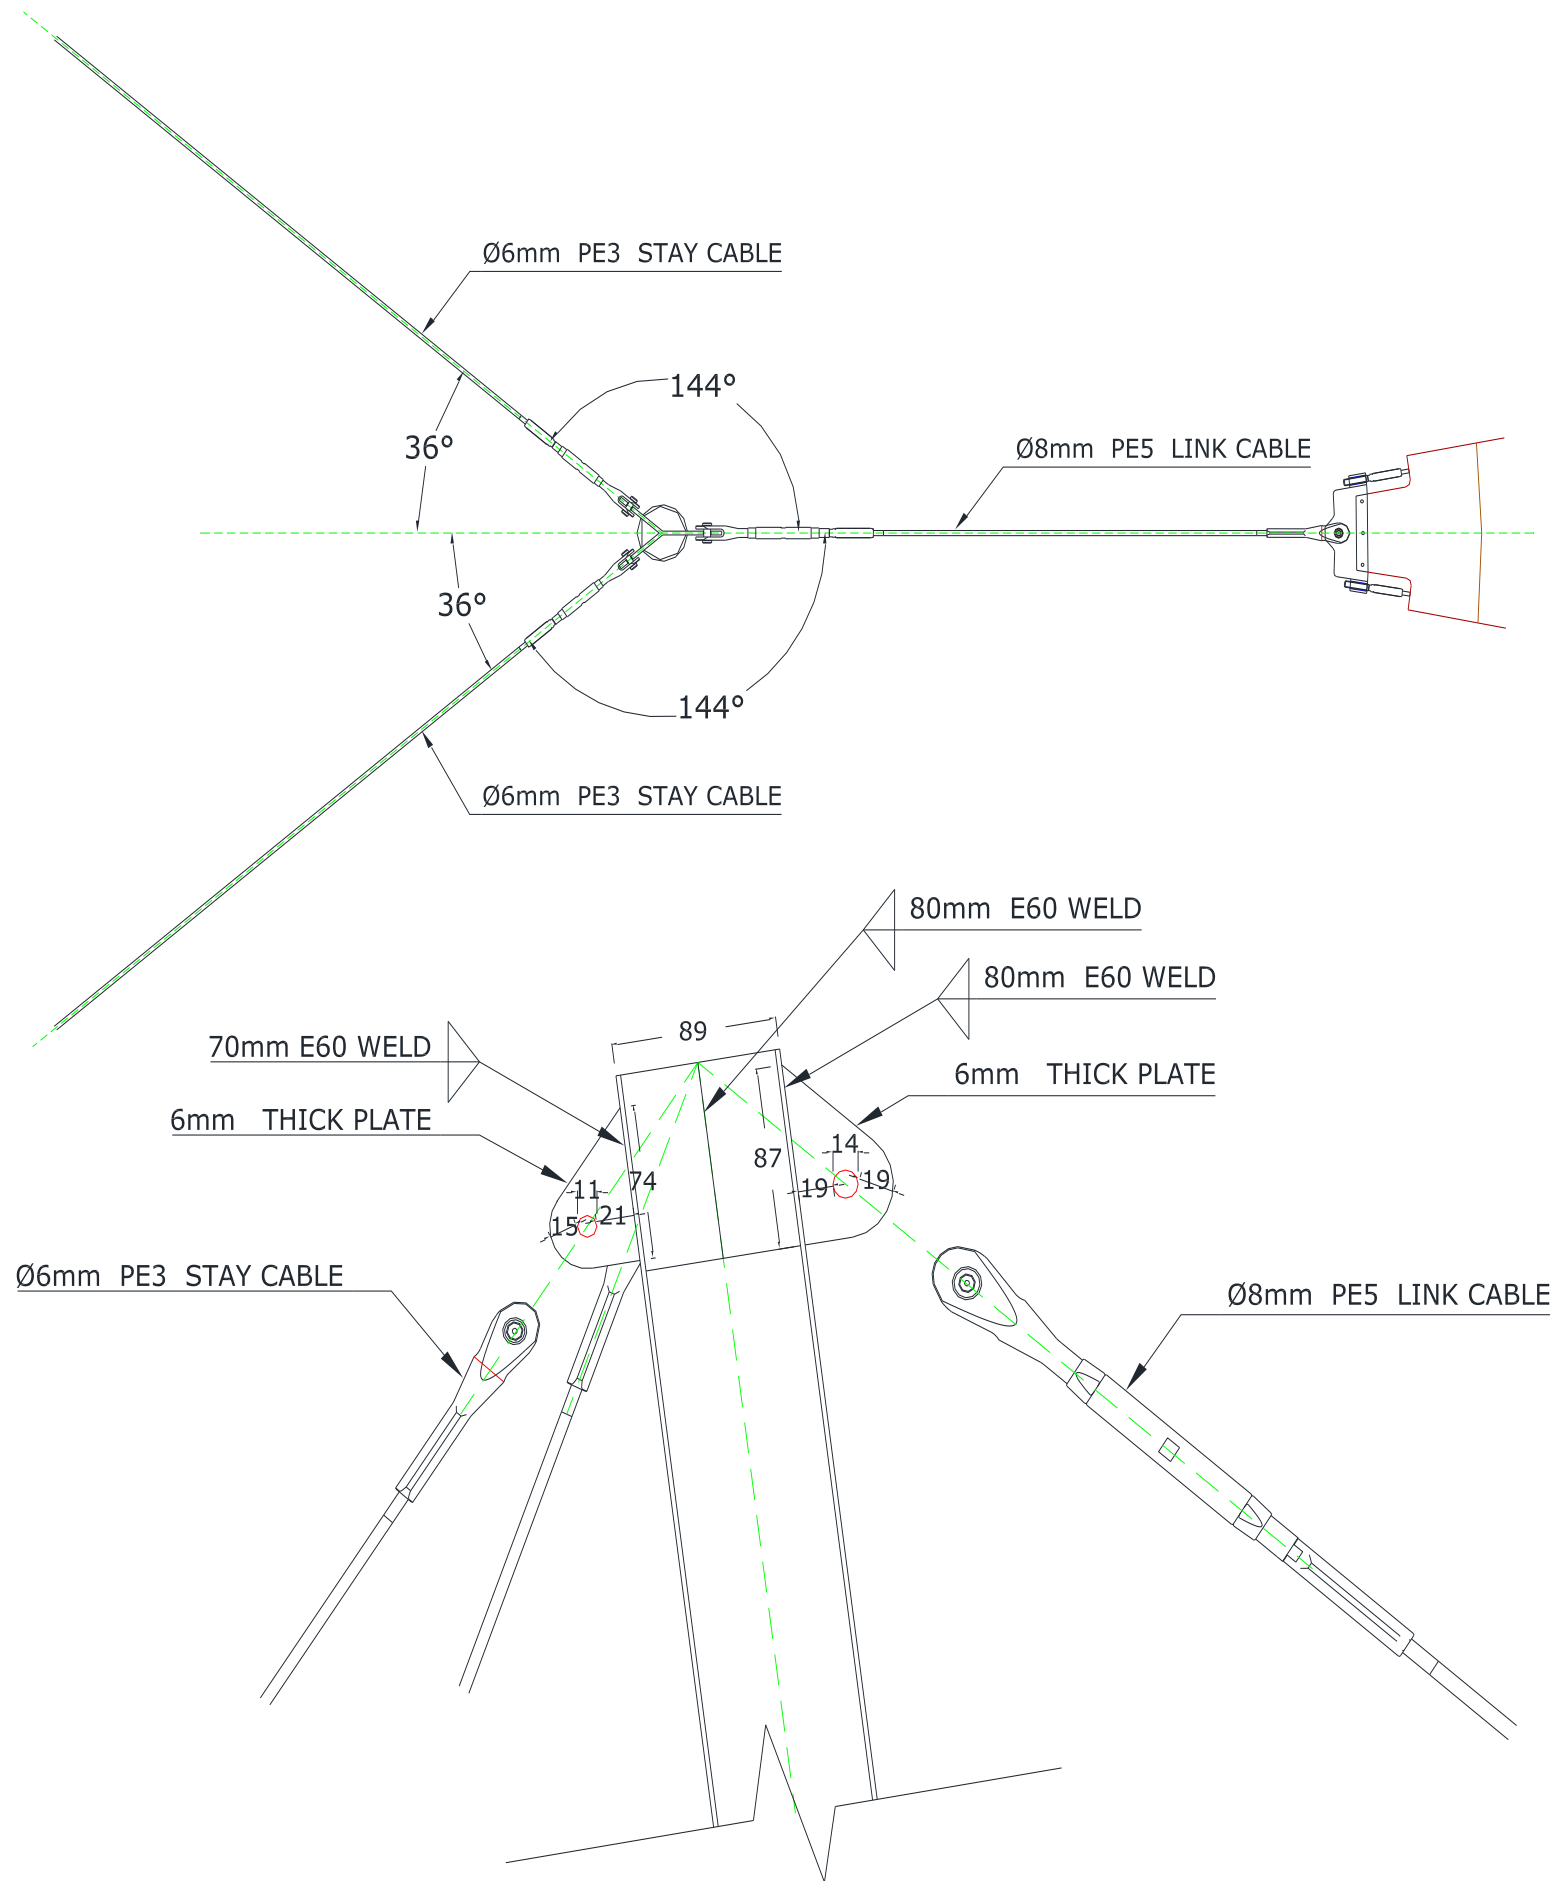 Ø6mm  PE3  STAY CABLE
144°
36°
Ø8mm  PE5  LINK CABLE
36°
144°
Ø6mm  PE3  STAY CABLE
80mm  E60 WELD
80mm  E60 WELD
89
70mm E60 WELD
6mm   THICK PLATE
6mm   THICK PLATE
14
87
74
19
19
11
21
15
Ø6mm  PE3  STAY CABLE
Ø8mm  PE5  LINK CABLE